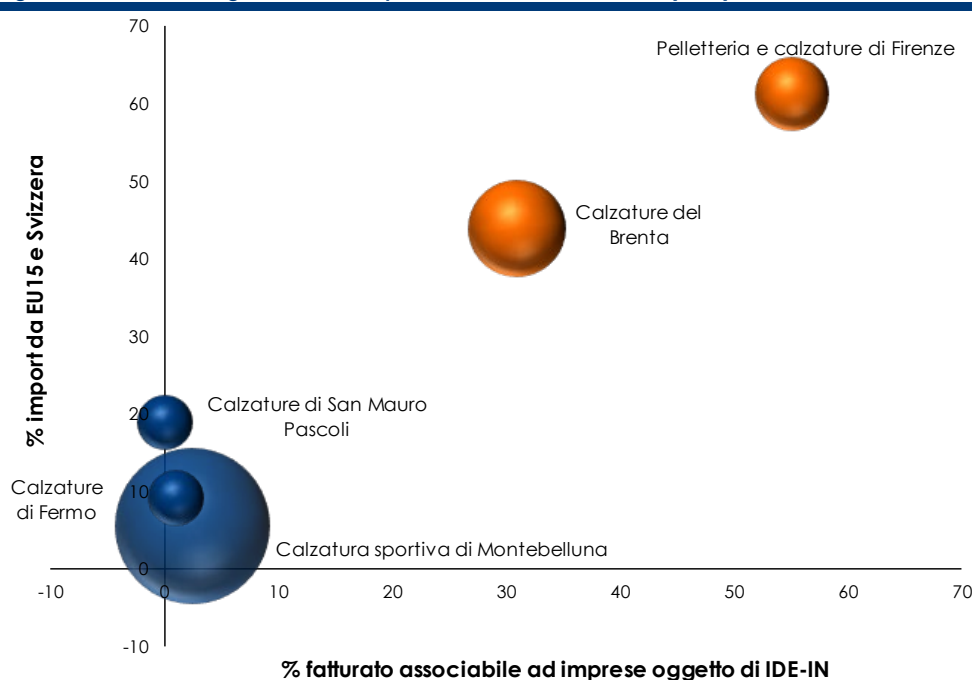 70
Pelletteria e calzature di Firenze
60
50
Calzature del
Brenta
40
30
% import da EU15 e Svizzera
20
Calzature di San Mauro
Pascoli
10
Calzature
di Fermo
Calzatura sportiva di Montebelluna
0
-10 0 10 20 30 40 50 60 70
-10
% fatturato associabile ad imprese oggetto di IDE-IN